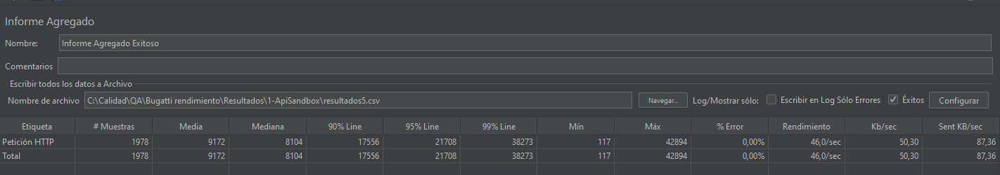 Informe Agregado
Nombre: Informe Agregado Exitoso
Comentarios
Escribir todos los datos a Archivo
Nombre de archivo C:\Calidad\QA\Bugatti rendimiento\Resultados\1-ApiSandbox\resultados5.csv Navegar... Log/Mostrar sólo: Escribir en Log Sólo Errores Éxitos Configurar
Etiqueta # Muestras Media Mediana 90% Line 95% Line 99% Line Mín Máx % Error Rendimiento Kb/sec Sent KB/sec
Petición HTTP 1978 9172 8104 17556 21708 38273 117 42894 0,00% 46,0/sec 50,30 87,36
Total 1978 9172 8104 17556 21708 38273 117 42894 0,00% 46,0/sec 50,30 87,36